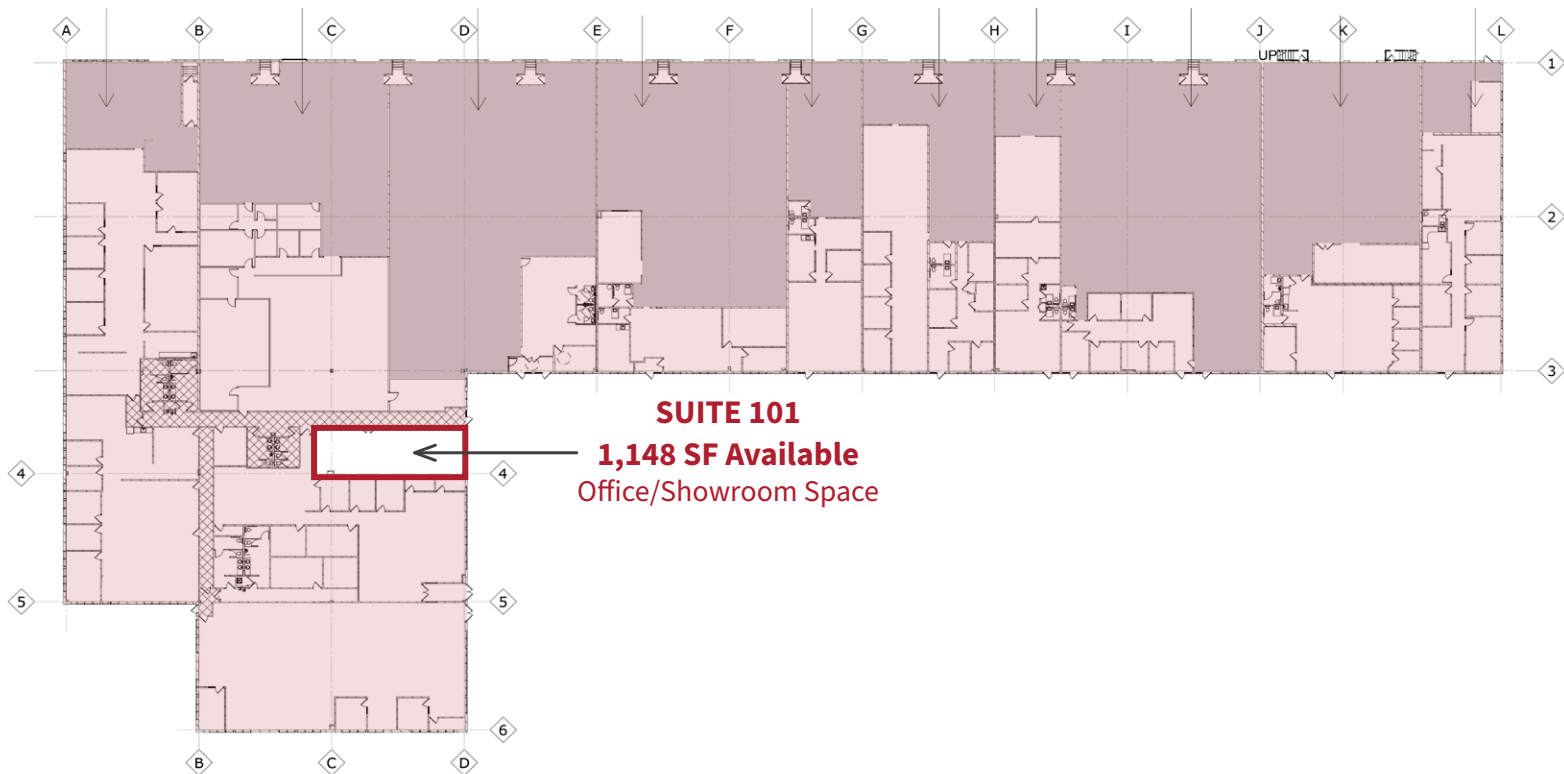 A B C D E F G H I J K L
UP
1
2
3
SUITE 101
1,148 SF Available
Office/Showroom Space
4 4
5 5
6
B C D